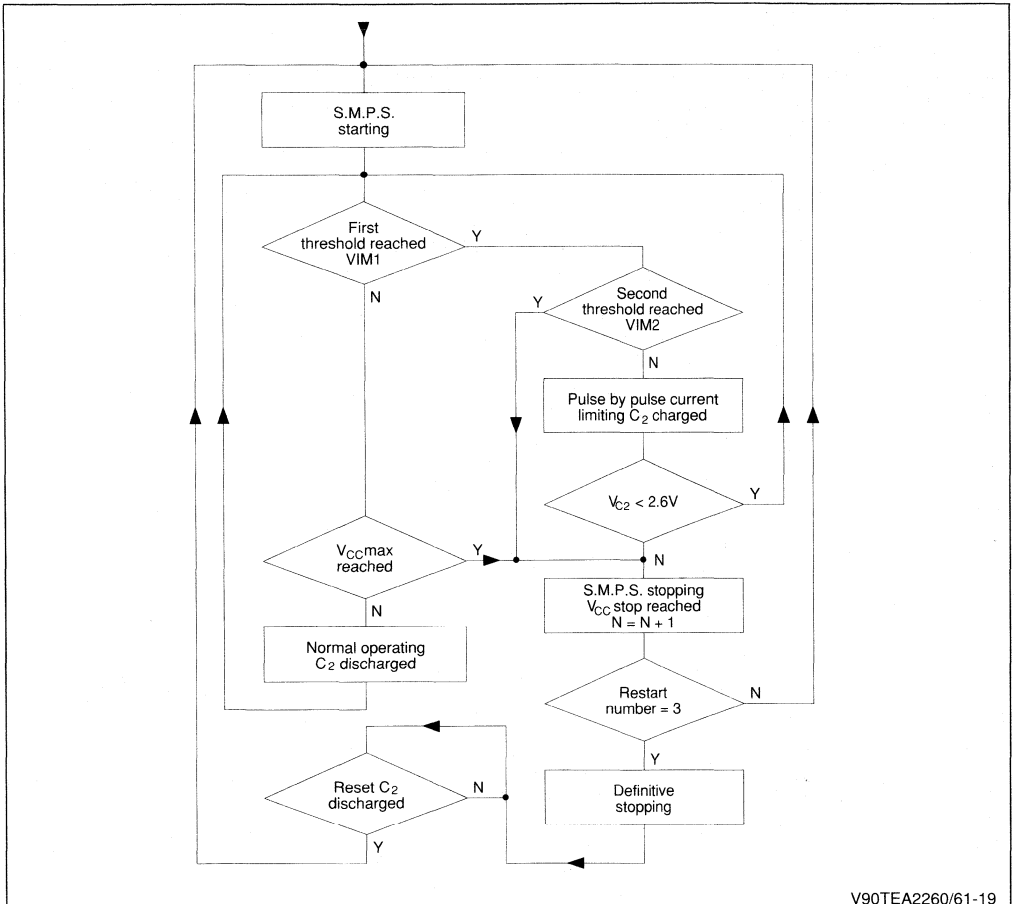 S.M.P.S.
starting
First
threshold reached
VIM1
Y
N
Second
threshold reached
VIM2
Y
N
Pulse by pulse current
limiting C2 charged
VC2 < 2.6V
Y
N
VCCmax
reached
Y
N
S.M.P.S. stopping
VCC stop reached
N = N + 1
Normal operating
C2 discharged
Restart
number = 3
N
Y
Reset C2
discharged
N
Y
Definitive
stopping
V90TEA2260/61-19